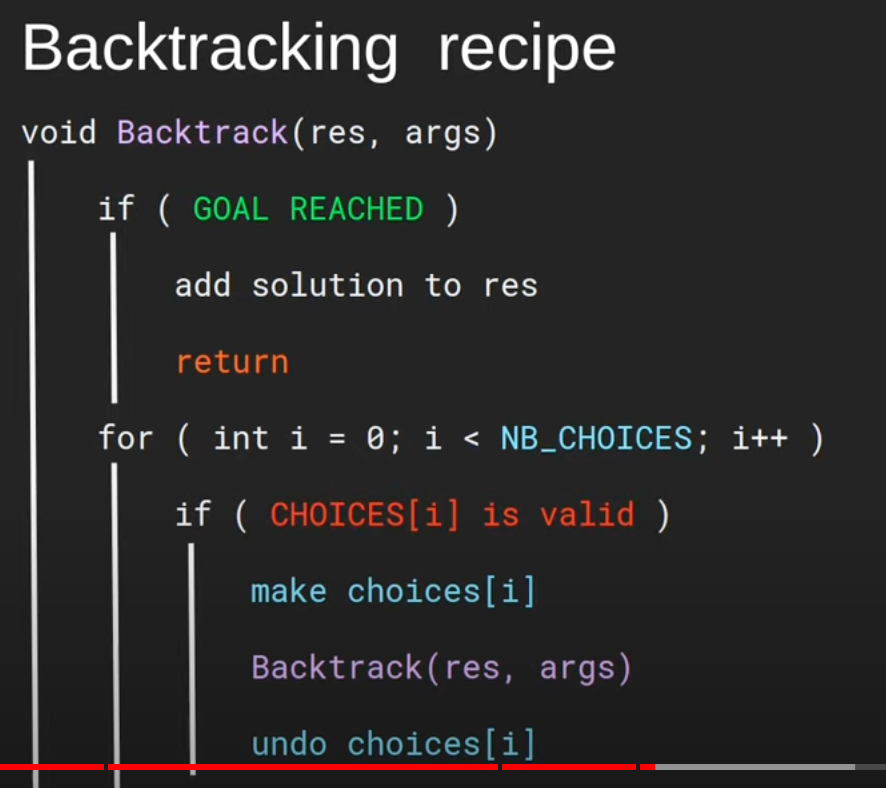 Backtracking recipe
void Backtrack(res, args)
if ( GOAL REACHED )
add solution to res
return
for ( int i = 0; i < NB_CHOICES; i++ )
if ( CHOICES[i] is valid )
make choices[i]
Backtrack(res, args)
undo choices[i]